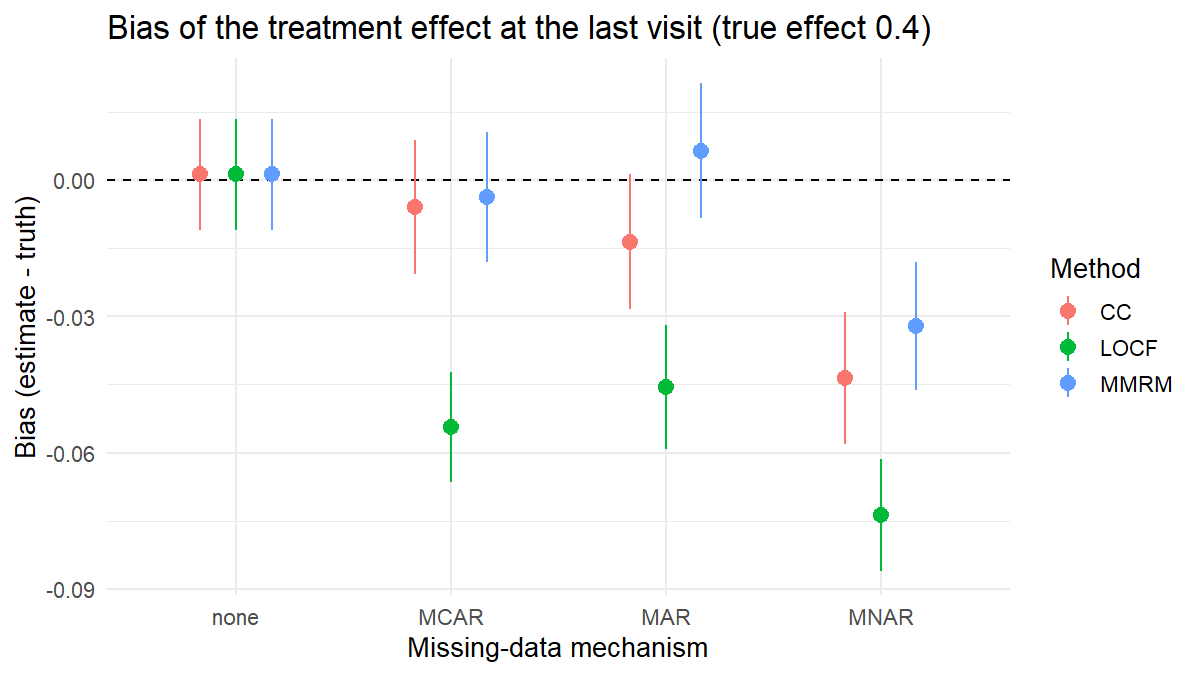 Bias of the treatment effect at the last visit (true effect 0.4)
Bias (estimate - truth)
0.00
-0.03
-0.06
-0.09
none
MCAR
MAR
MNAR
Missing-data mechanism
Method
CC
LOCF
MMRM